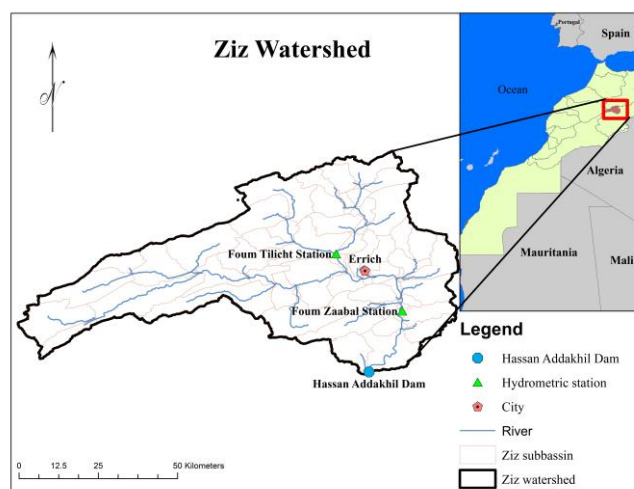 Ziz Watershed
N
Portugal
Spain
Ocean
Algeria
Mauritania
Mali
Foum Tilicht Station
Errich
Foum Zaabal Station
Hassan Addakhil Dam
Legend
Hassan Addakhil Dam
Hydrometric station
City
River
Ziz subbassin
Ziz watershed
0 12.5 25 50 Kilometers